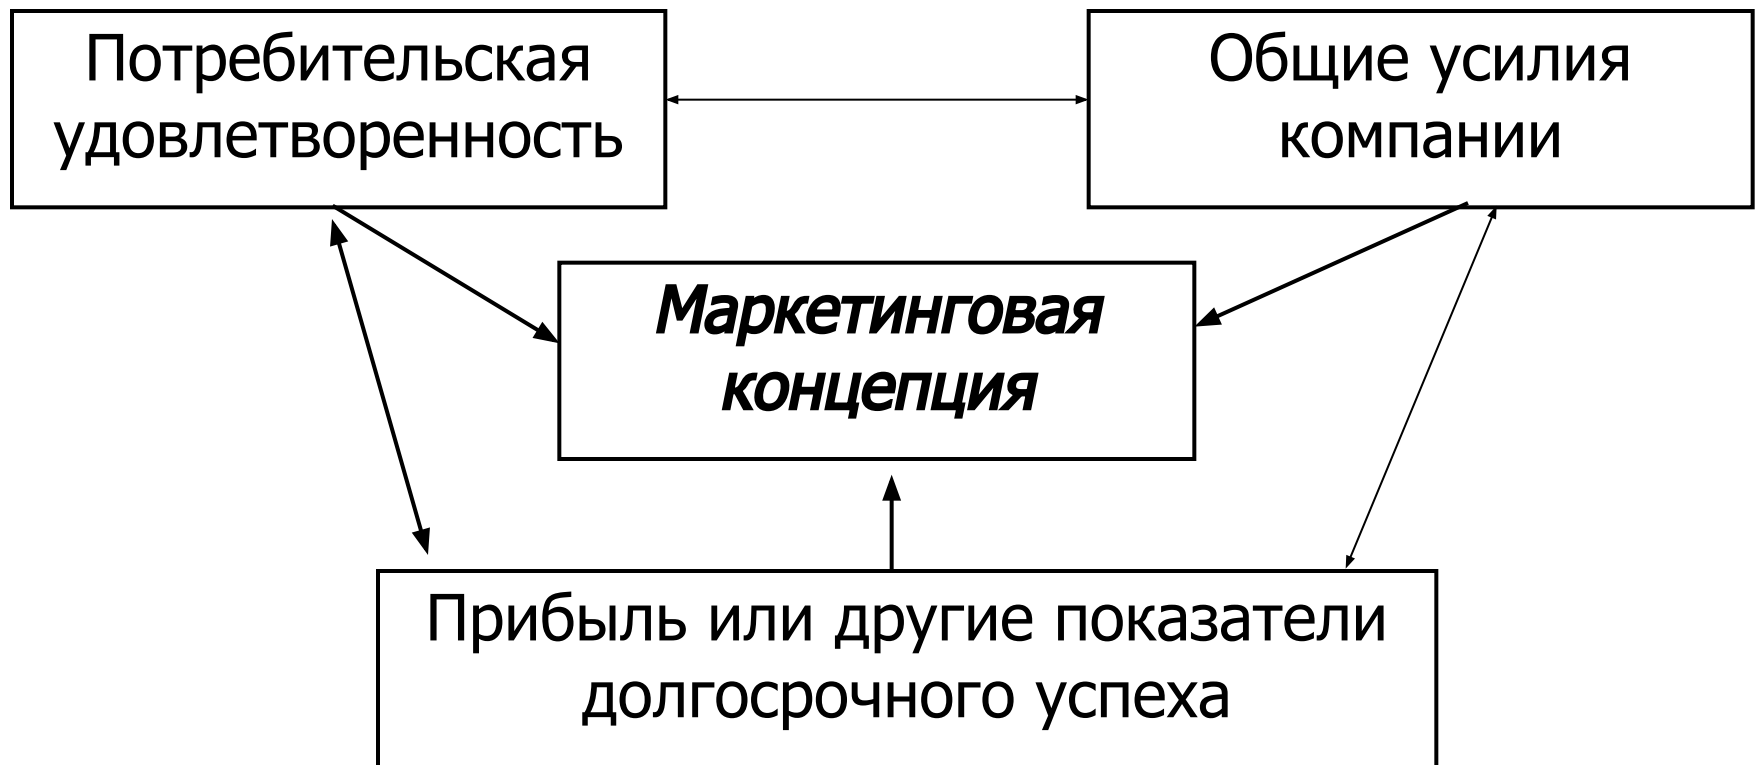 Потребительская
удовлетворенность
Общие усилия
компании
Маркетинговая
концепция
Прибыль или другие показатели
долгосрочного успеха